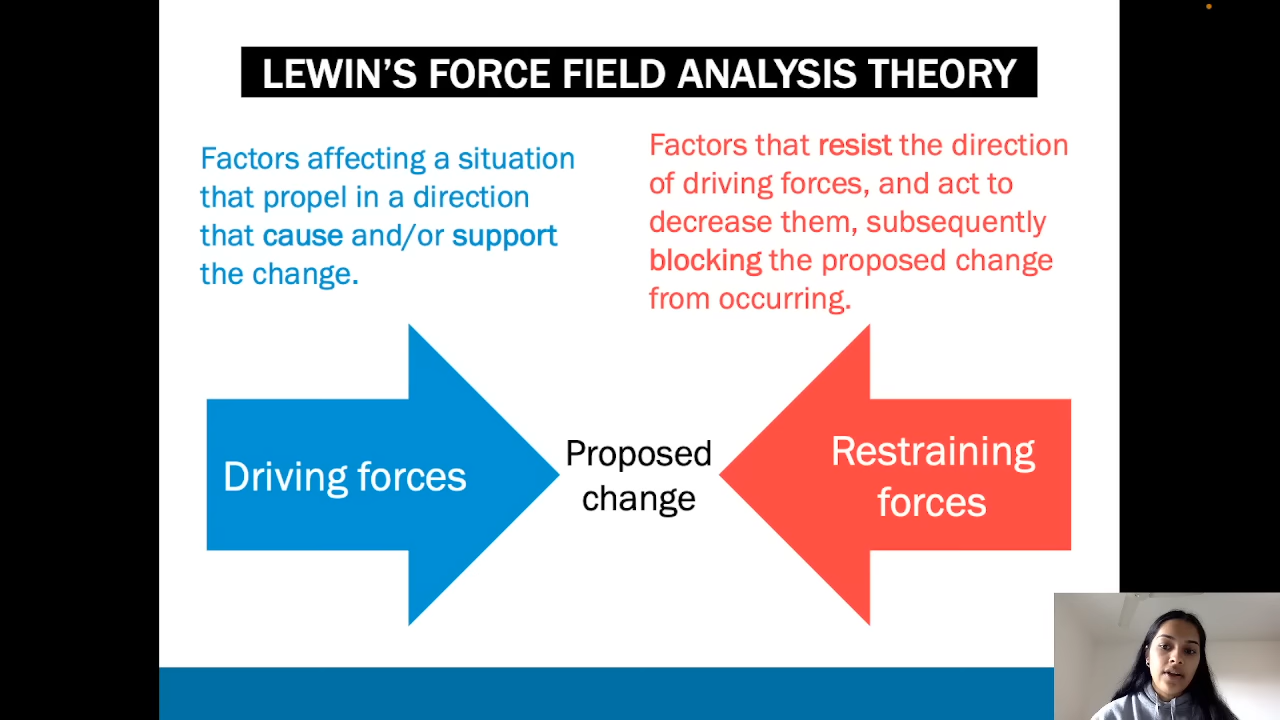 LEWIN’S FORCE FIELD ANALYSIS THEORY
Factors affecting a situation
that propel in a direction
that cause and/or support
the change.
Factors that resist the direction
of driving forces, and act to
decrease them, subsequently
blocking the proposed change
from occurring.
Driving forces
Proposed
change
Restraining
forces